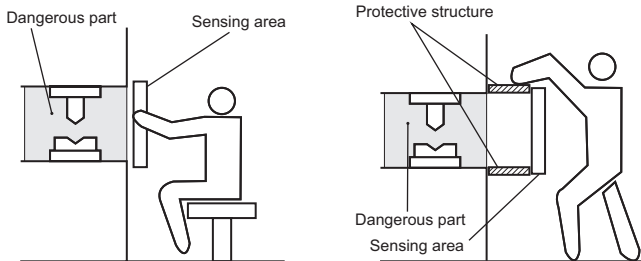 Dangerous part
Sensing area
Protective structure
Dangerous part
Sensing area